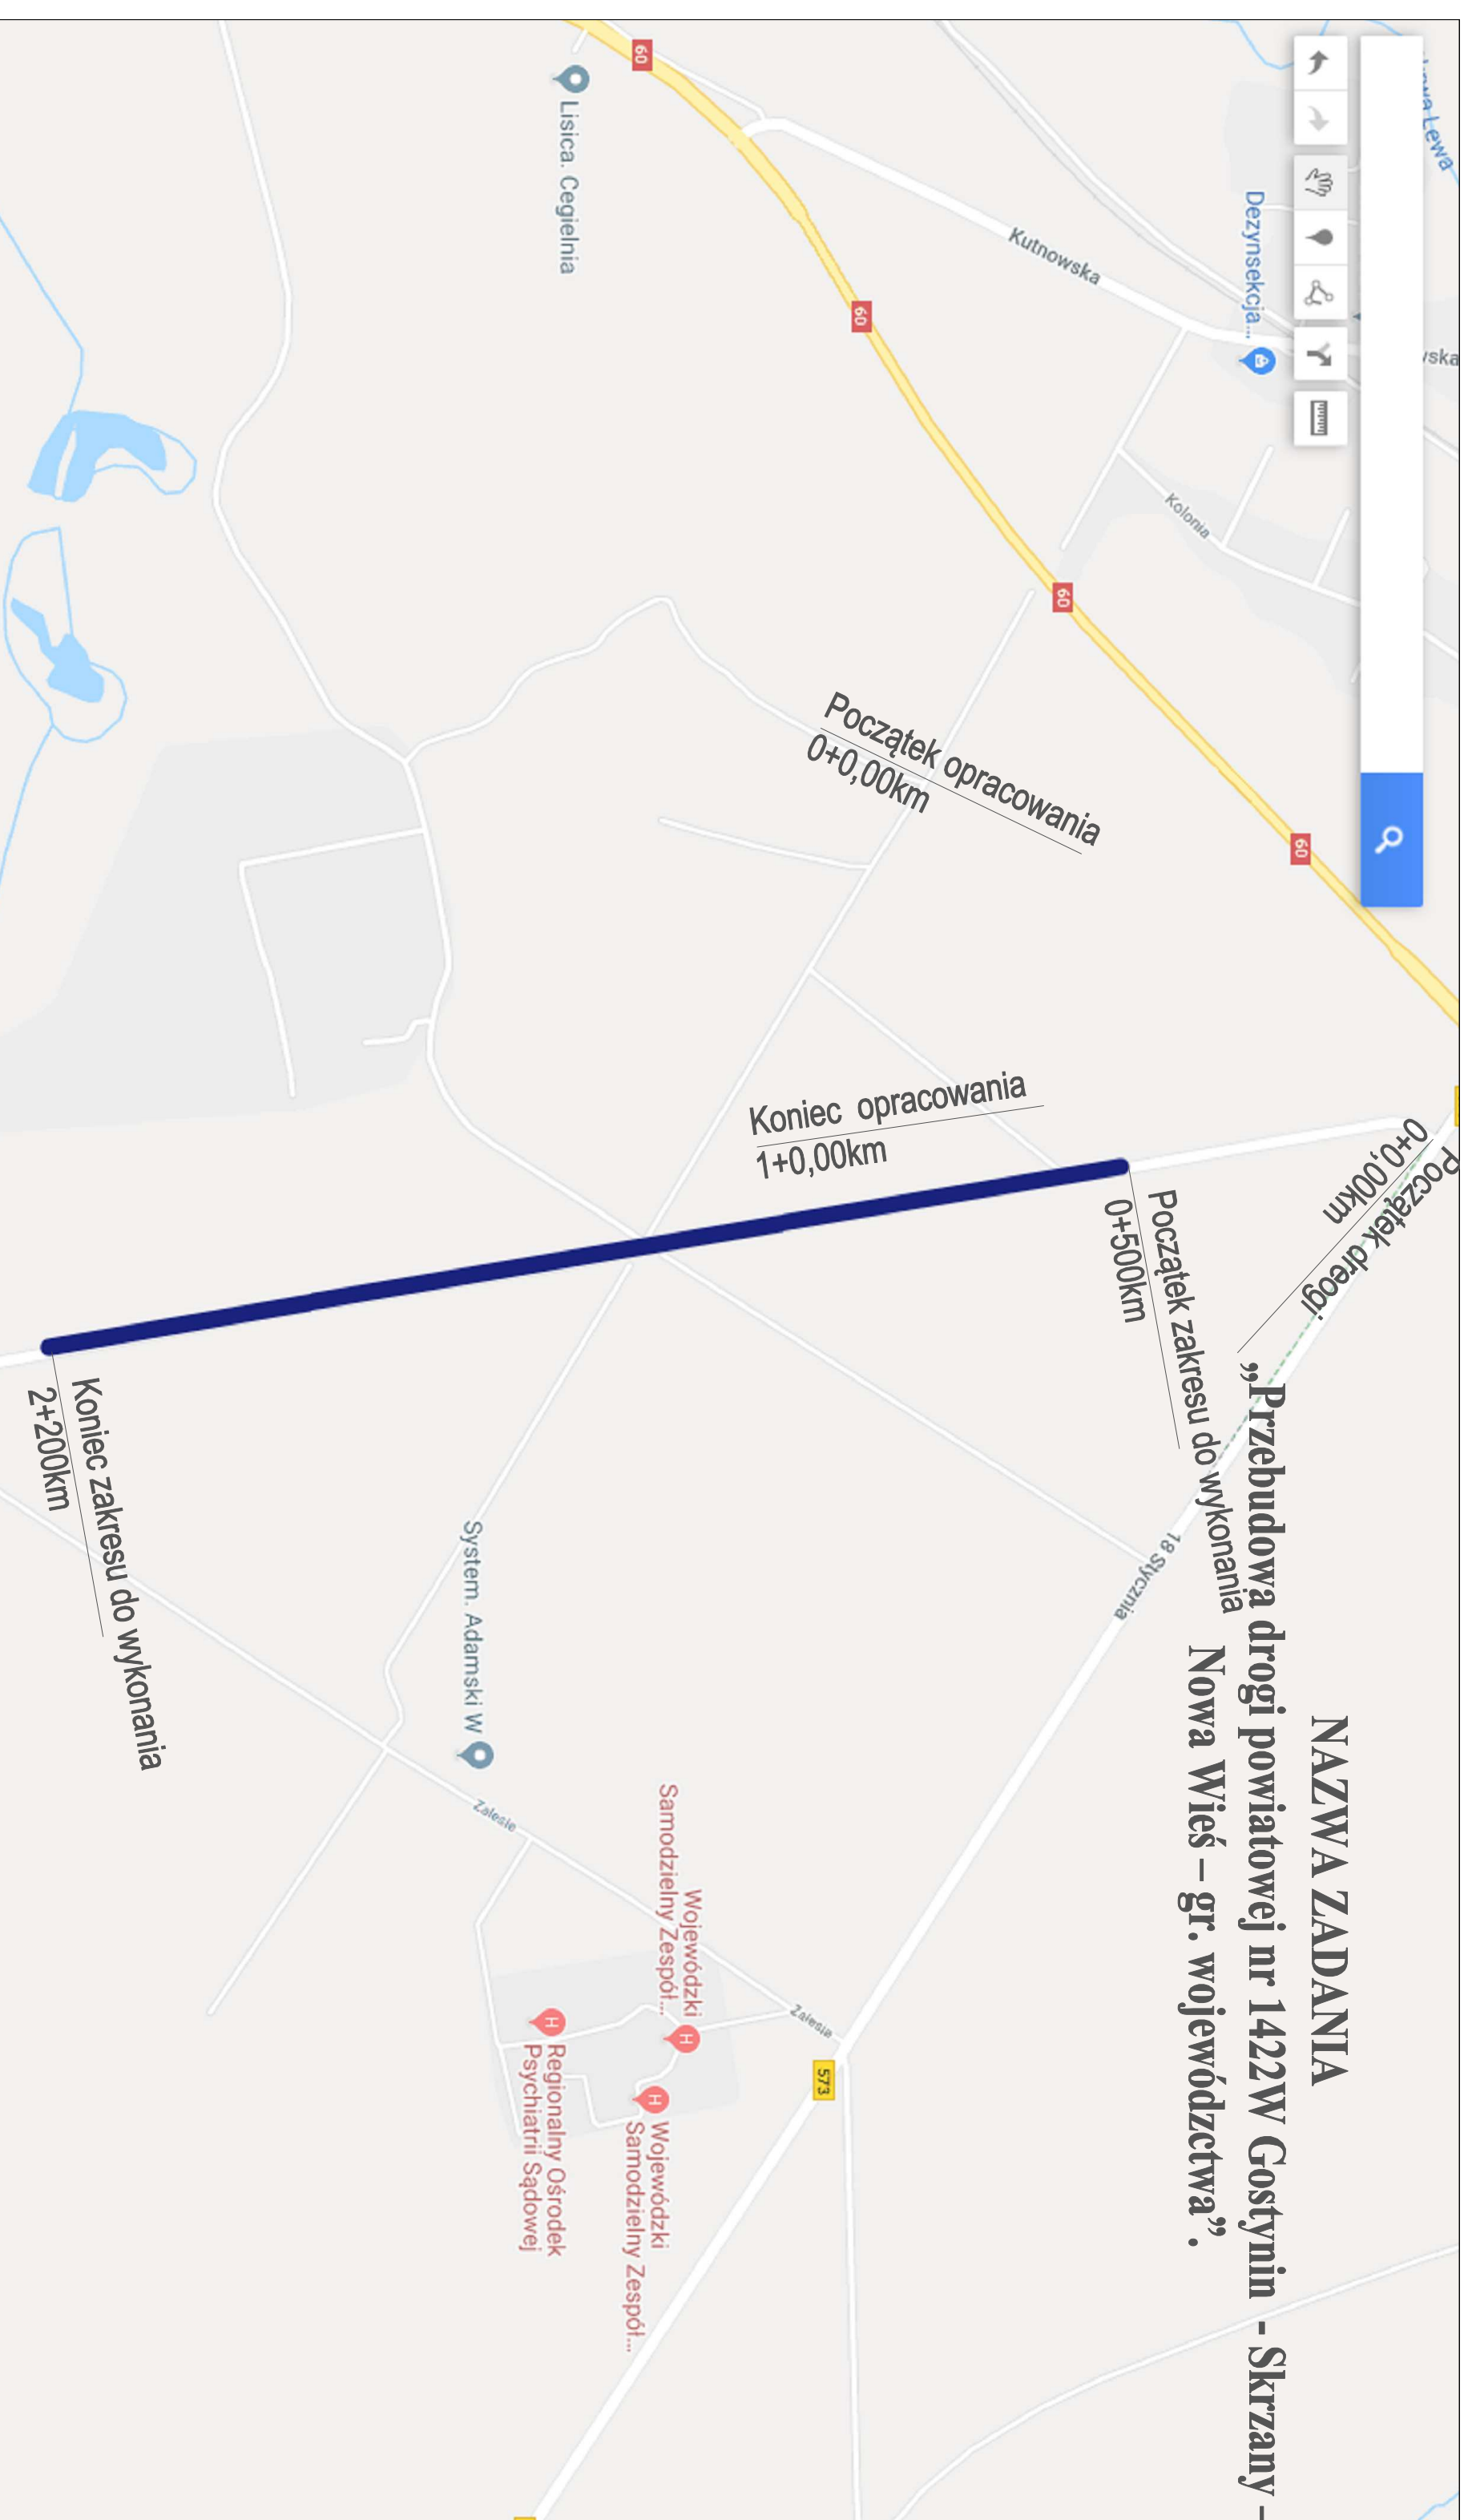 NAZWA ZADANIA
„Przebudowa drogi powiatowej nr 1422W Gostynin - Skrzany –
Nowa Wieś – gr. województwa”.
Początek dreogi.
0+0,00km
Początek zakresu do wykonania
0+500km
Koniec opracowania
1+0,00km
Początek opracowania
0+0,00km
Koniec zakresu do wykonania
2+200km
Dezynsekcja...
Kutnowska
Kolonia
Lisica. Cegielnia
60
60
60
60
18 Stycznia
System. Adamski W
Zalesie
Zalesie
573
Wojewódzki
Samodzielny Zespół...
Wojewódzki
Samodzielny Zespół...
Regionalny Ośrodek
Psychiatrii Sądowej
Lewa
wska